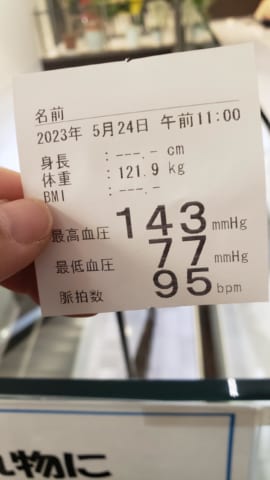 名前
2023年 5月24日 午前11:00
身長 :---.- cm
体重 :121.9 kg
BMI :---.-
最高血圧 143 mmHg
最低血圧 77 mmHg
脈拍数 95 bpm
物に